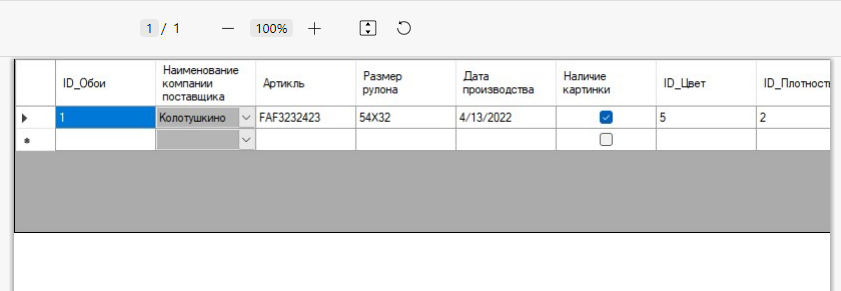 1 / 1 — 100% +
ID_Обои Наименование компании поставщика Артикль Размер рулона Дата производства Наличие картинки ID_Цвет ID_Плотность
1 Колотушкино FAF3232423 54X32 4/13/2022 5 2